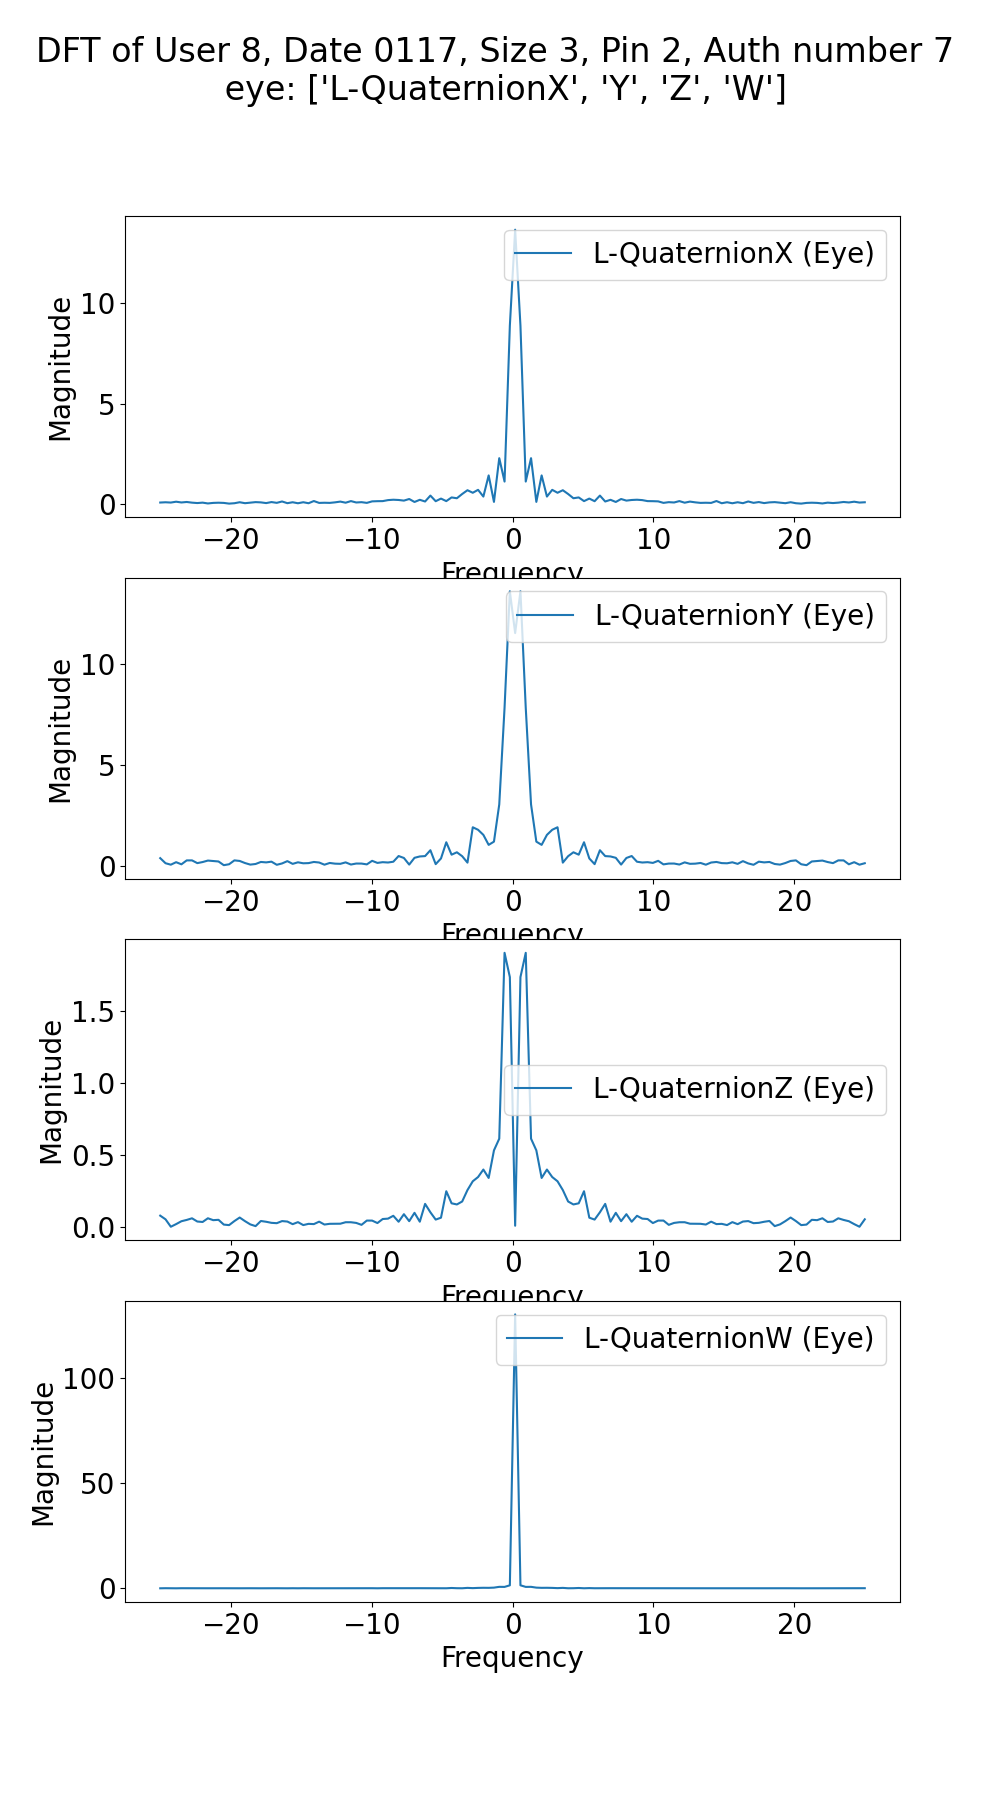 DFT of User 8, Date 0117, Size 3, Pin 2, Auth number 7
eye: ['L-QuaternionX', 'Y', 'Z', 'W']
L-QuaternionX (Eye)
Magnitude
10
5
0
−20 −10 0 10 20
Frequency
L-QuaternionY (Eye)
Magnitude
10
5
0
−20 −10 0 10 20
Frequency
L-QuaternionZ (Eye)
Magnitude
1.5
1.0
0.5
0.0
−20 −10 0 10 20
Frequency
L-QuaternionW (Eye)
Magnitude
100
50
0
−20 −10 0 10 20
Frequency